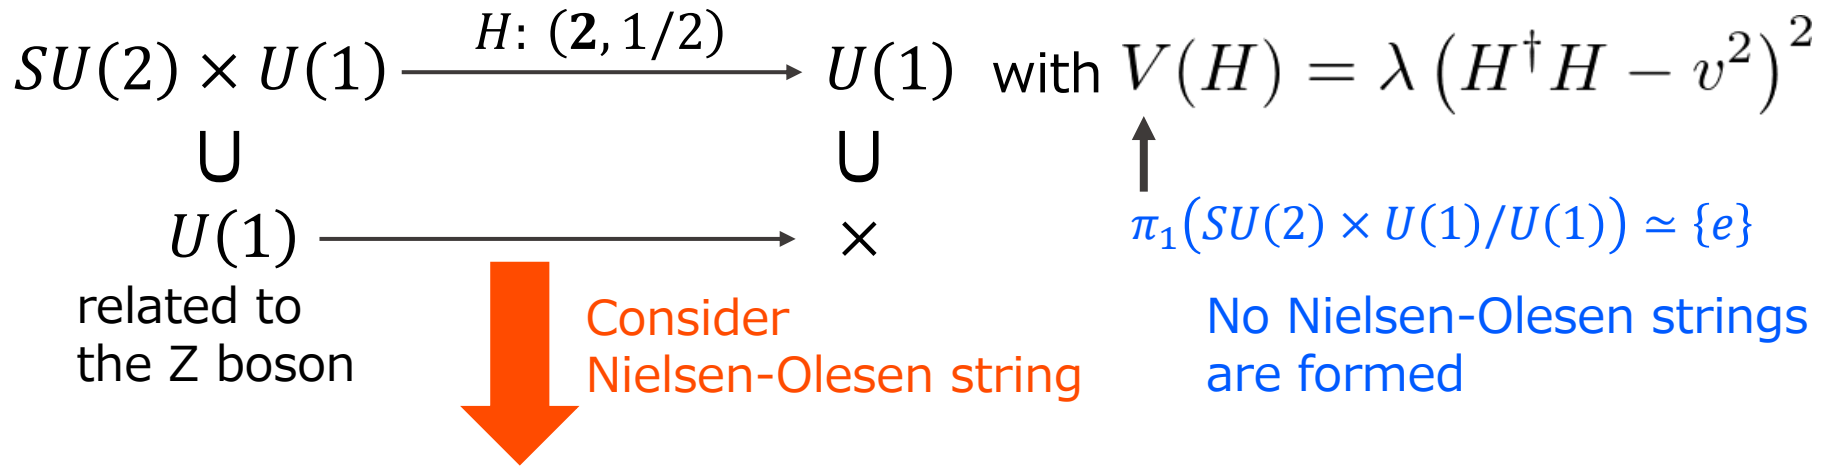 H: (𝟐, 1/2)
SU(2) × U(1) → U(1) with V(H) = λ (H†H − v²)²
∪ ∪
U(1) → ×
π₁(SU(2) × U(1)/U(1)) ≃ {e}
related to
the Z boson
Consider
Nielsen-Olesen string
No Nielsen-Olesen strings
are formed